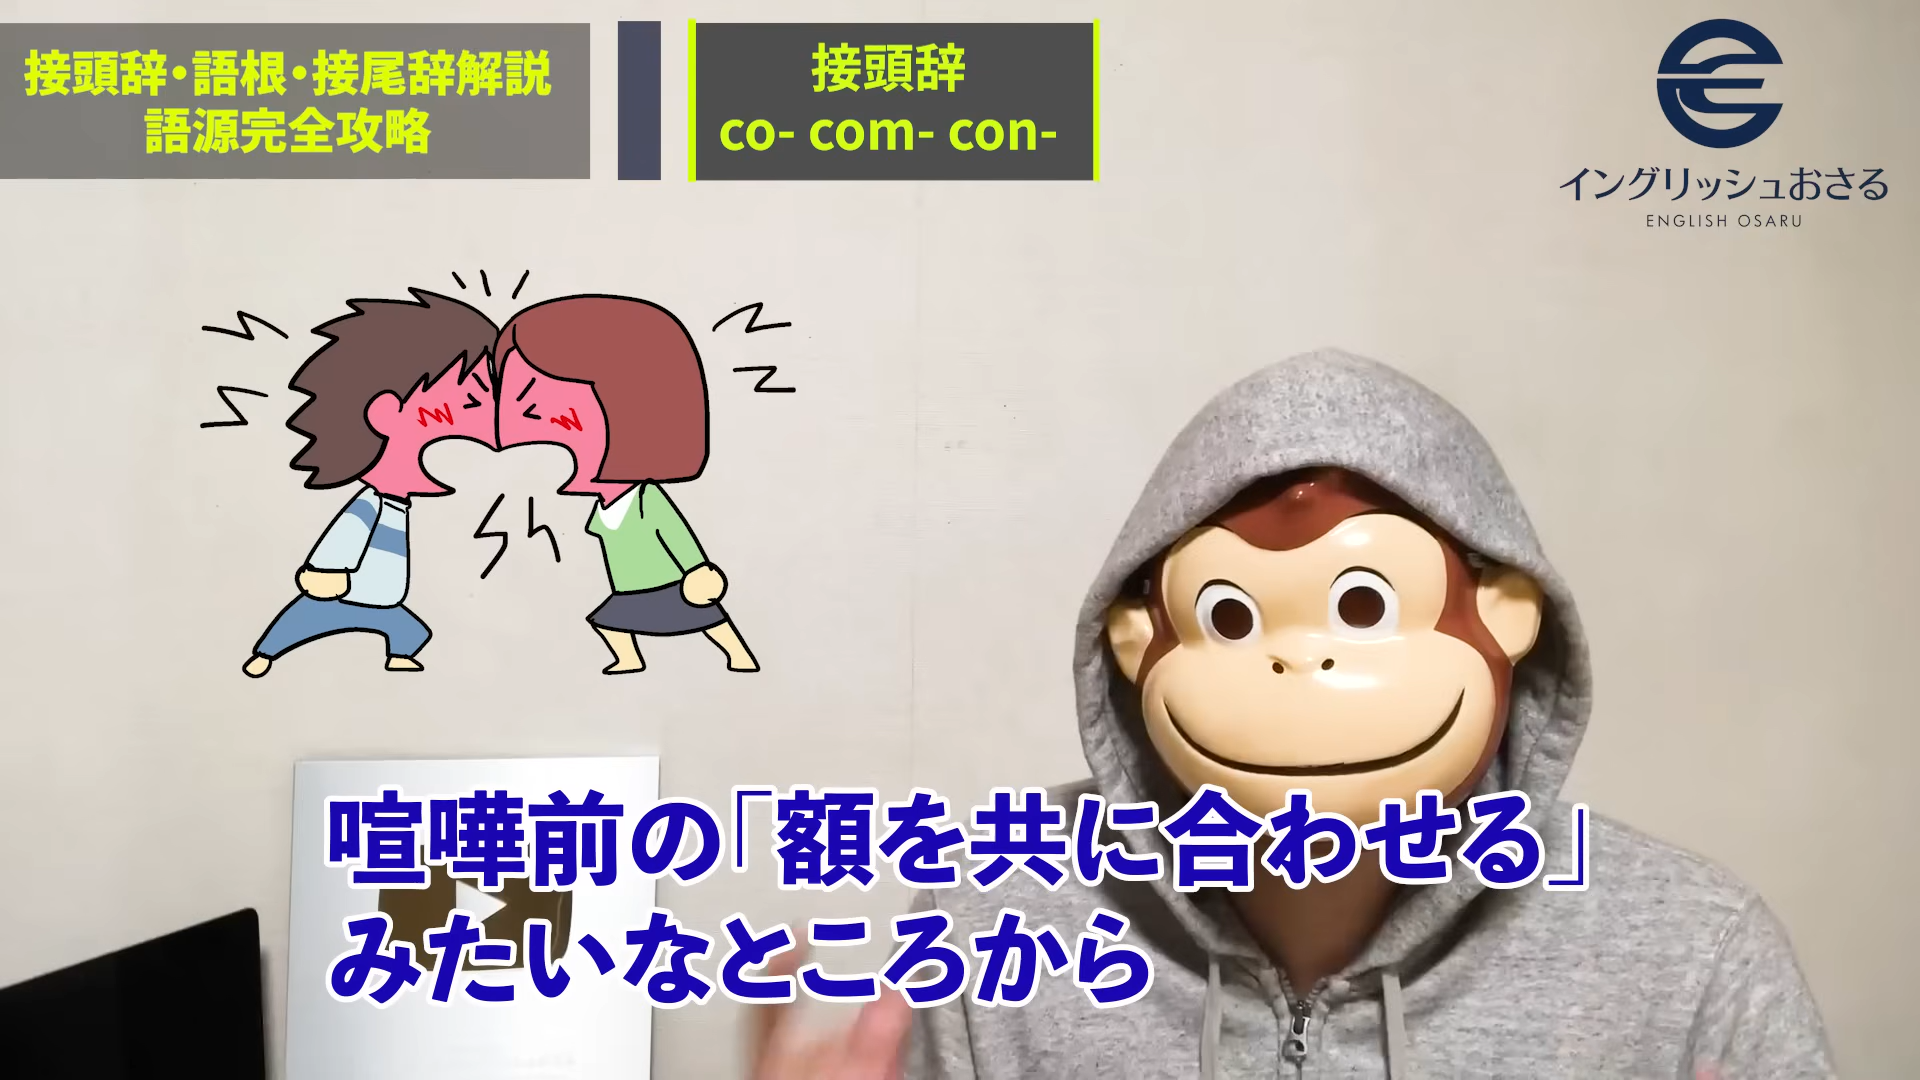 接頭辞・語根・接尾辞解説
語源完全攻略
接頭辞
co- com- con-
イングリッシュおさる
ENGLISH OSARU
喧嘩前の「額を共に合わせる」
みたいなところから